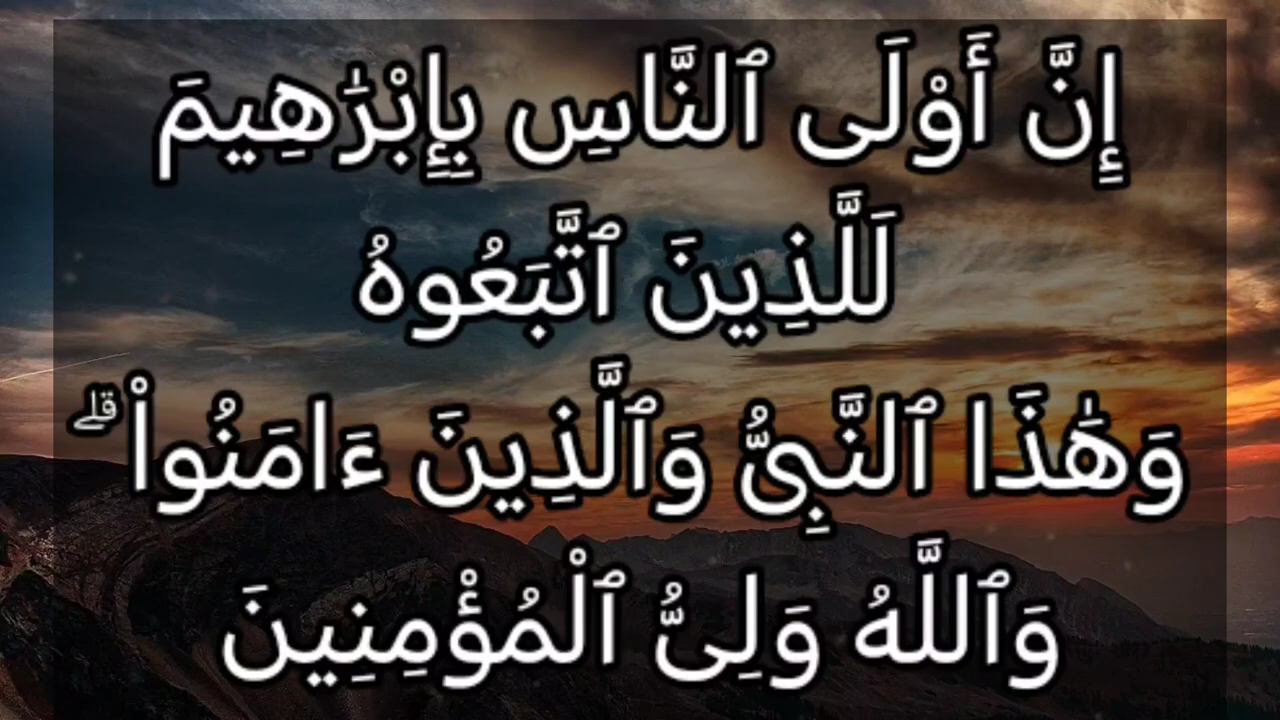 إِنَّ أَوْلَى ٱلنَّاسِ بِإِبْرَٰهِيمَ
لَلَّذِينَ ٱتَّبَعُوهُ
وَهَٰذَا ٱلنَّبِىُّ وَٱلَّذِينَ ءَامَنُوا۟ ۗ
وَٱللَّهُ وَلِىُّ ٱلْمُؤْمِنِينَ